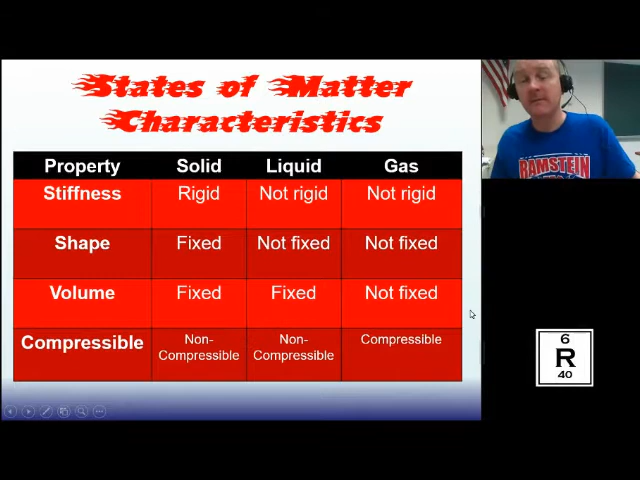 States of Matter
Characteristics
Property Solid Liquid Gas
Stiffness Rigid Not rigid Not rigid
Shape Fixed Not fixed Not fixed
Volume Fixed Fixed Not fixed
Compressible Non-Compressible Non-Compressible Compressible
RAMSTEIN
6
R
40